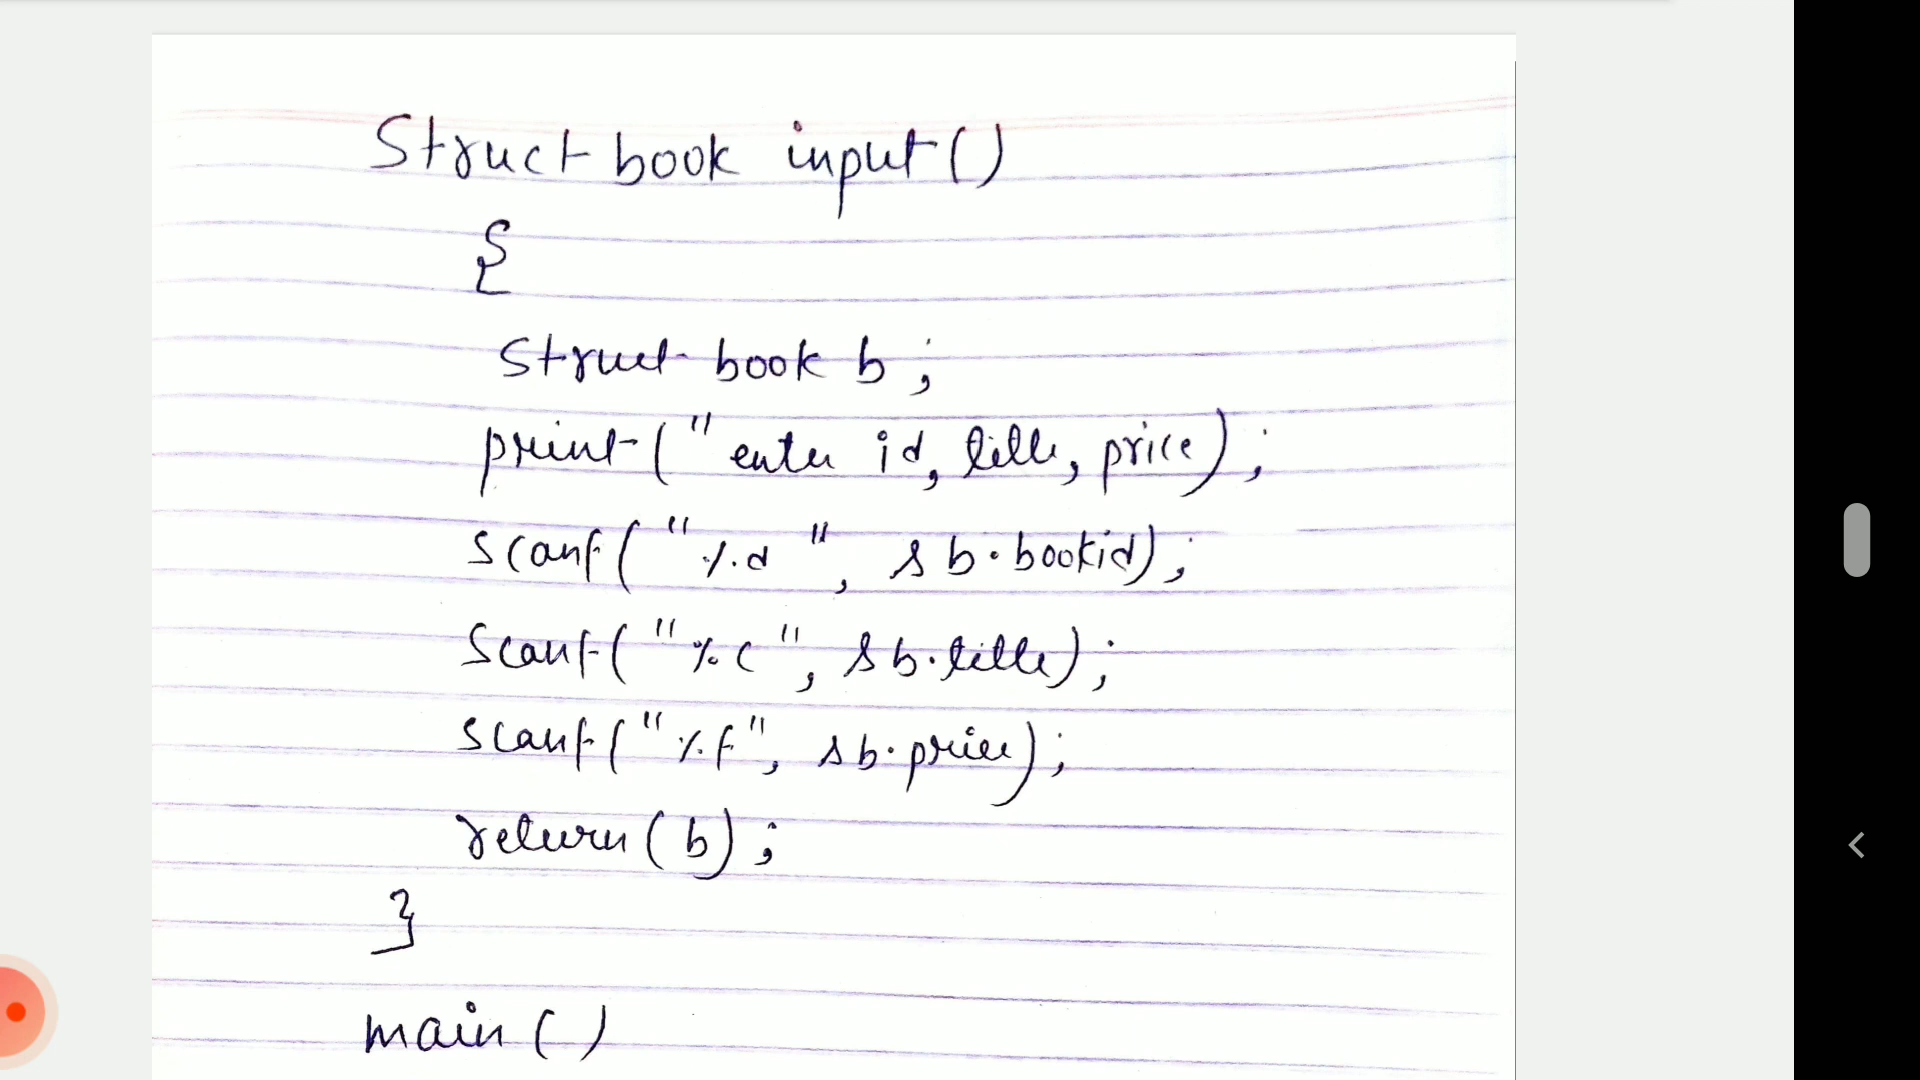 Struct book input()
{
struct book b;
print("enter id, title, price);
scanf("%d", &b.bookid);
scanf("%c", &b.title);
scanf("%f", &b.price);
return(b);
}
main()